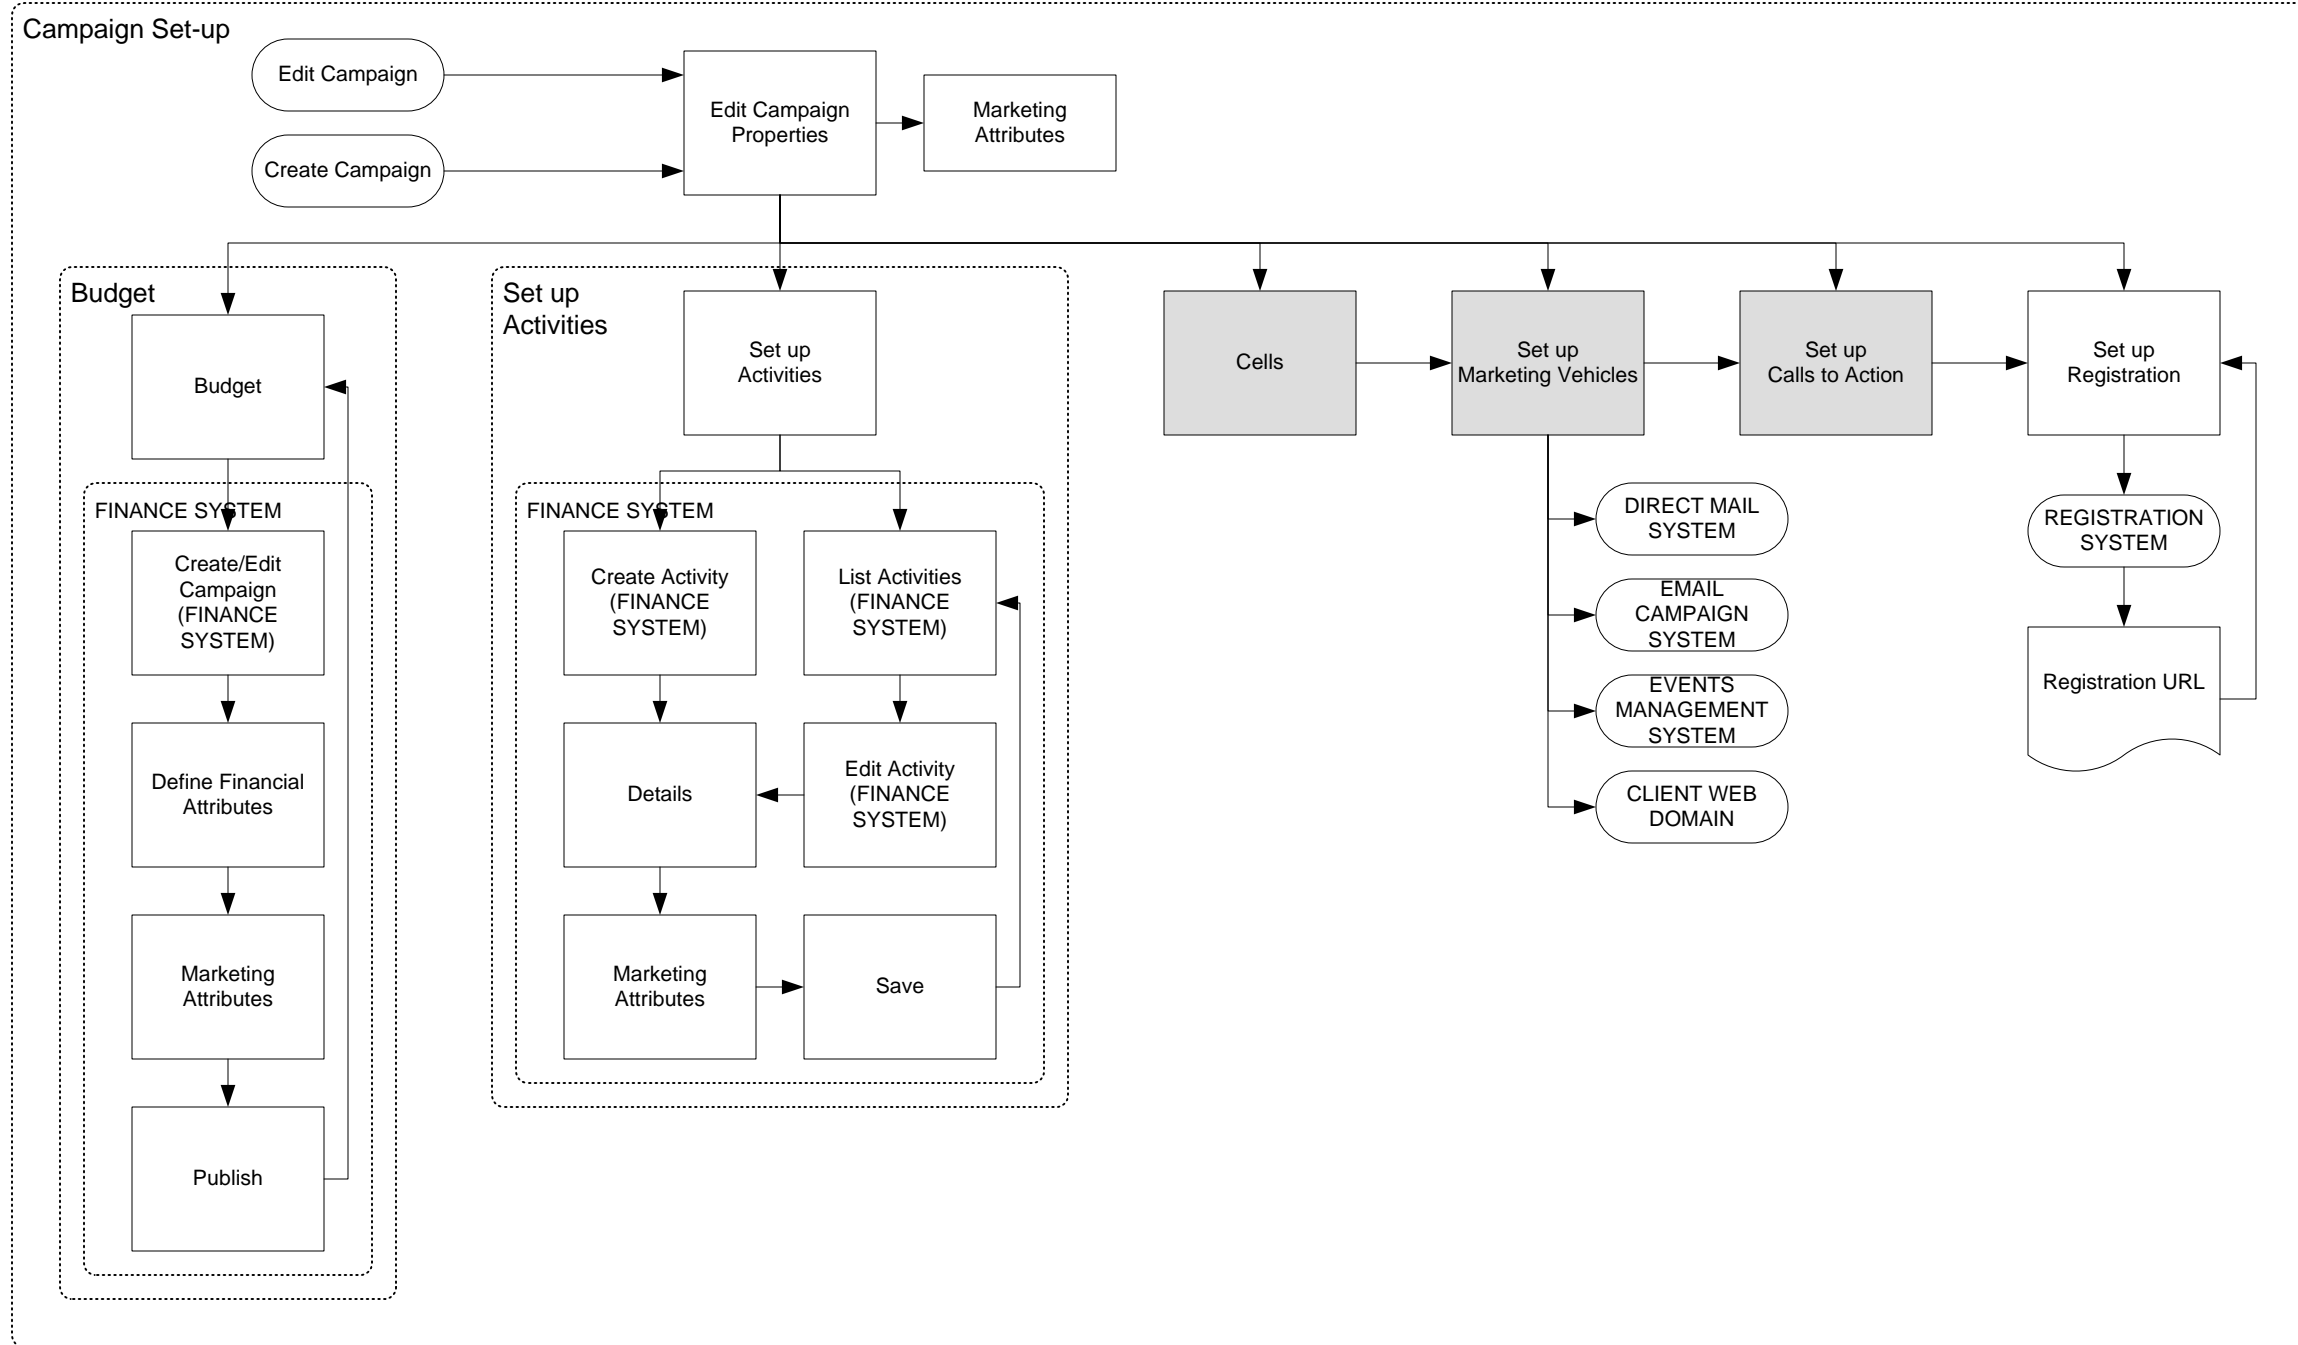 Campaign Set-up
Edit Campaign
Create Campaign
Edit Campaign
Properties
Marketing
Attributes
Budget
Budget
FINANCE SYSTEM
Create/Edit
Campaign
(FINANCE
SYSTEM)
Define Financial
Attributes
Marketing
Attributes
Publish
Set up
Activities
Set up
Activities
FINANCE SYSTEM
Create Activity
(FINANCE
SYSTEM)
List Activities
(FINANCE
SYSTEM)
Details
Edit Activity
(FINANCE
SYSTEM)
Marketing
Attributes
Save
Cells
Set up
Marketing Vehicles
Set up
Calls to Action
Set up
Registration
DIRECT MAIL
SYSTEM
EMAIL
CAMPAIGN
SYSTEM
EVENTS
MANAGEMENT
SYSTEM
CLIENT WEB
DOMAIN
REGISTRATION
SYSTEM
Registration URL